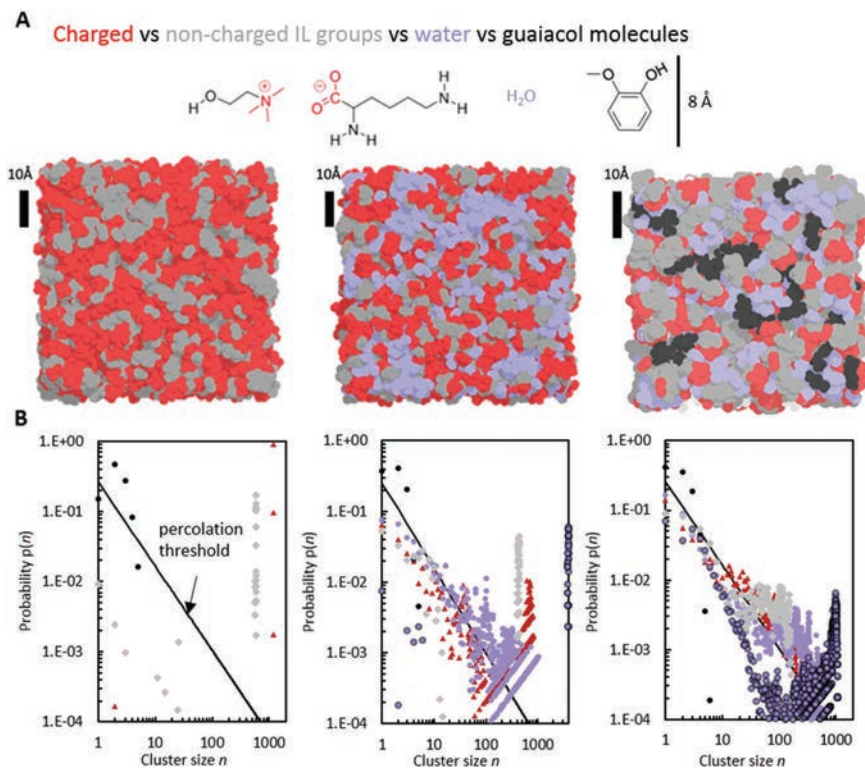 A
Charged vs non-charged IL groups vs water vs guaiacol molecules
HO N ⊕
⊖ O O H N H H N H
H₂O
O OH
8 Å
10Å
10Å
10Å
B
Probability p(n)
1.E+00
1.E-01
1.E-02
1.E-03
1.E-04
percolation
threshold
1 10 100 1000
Cluster size n
Probability p(n)
1.E+00
1.E-01
1.E-02
1.E-03
1.E-04
1 10 100 1000
Cluster size n
Probability p(n)
1.E+00
1.E-01
1.E-02
1.E-03
1.E-04
1 10 100 1000
Cluster size n